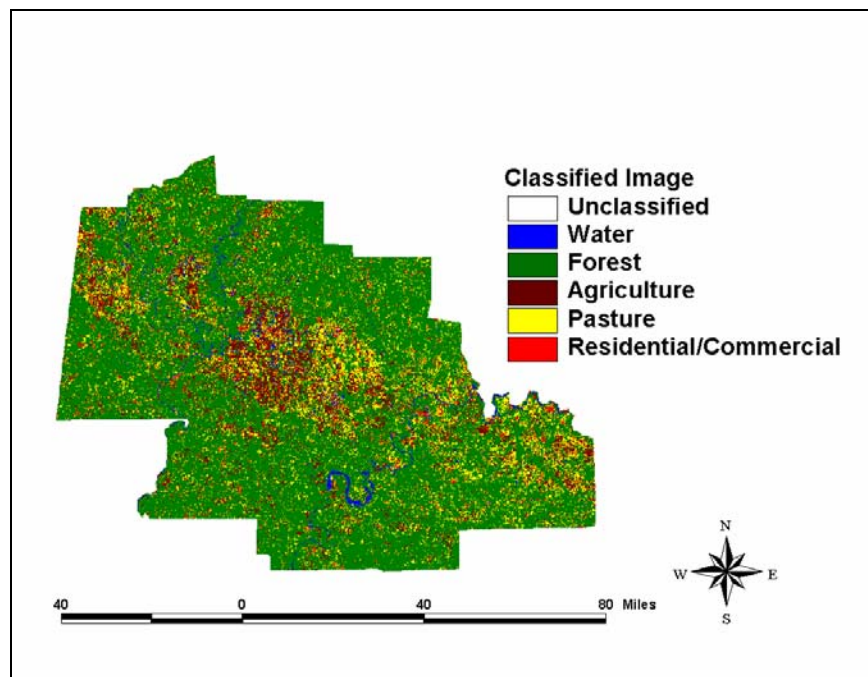 Classified Image
Unclassified
Water
Forest
Agriculture
Pasture
Residential/Commercial
N
W E
S
40 0 40 80 Miles